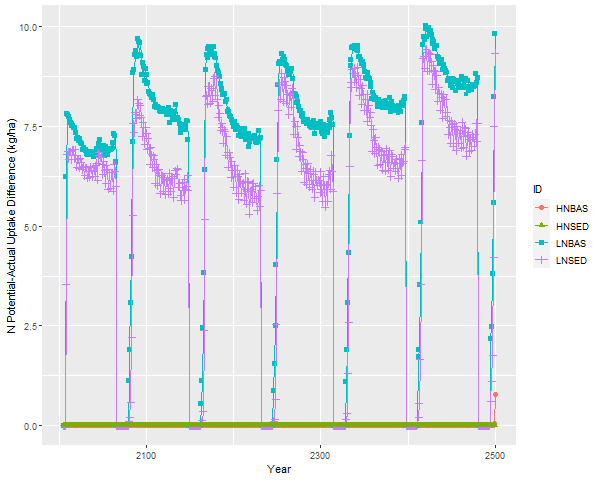 10.0
7.5
5.0
2.5
0.0
N Potential-Actual Uptake Difference (kg/ha)
2100
2300
2500
Year
ID
HNBAS
HNSED
LNBAS
LNSED